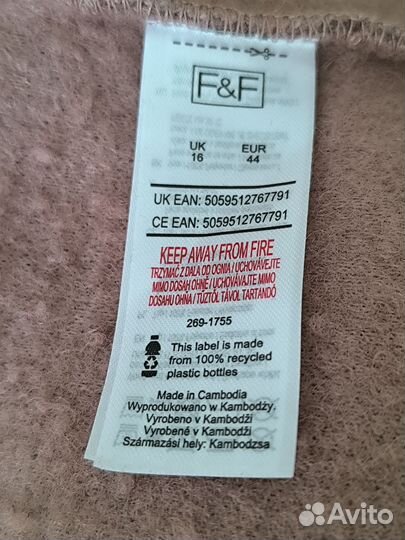 F&F
UK EUR
16 44
UK EAN: 5059512767791
CE EAN: 5059512767791
KEEP AWAY FROM FIRE
TRZYMAĆ Z DALA OD OGNIA / UCHOVÁVEJTE
MIMO DOSAH OHNĚ / UCHOVÁVAJTE MIMO
DOSAHU OHŇA / TŰZTŐL TÁVOL TARTANDÓ
269-1755
This label is made
from 100% recycled
plastic bottles
Made in Cambodia
Wyprodukowano w Kambodży.
Vyrobeno v Kambodži
Vyrobené v Kambodži
Származási hely: Kambodzsa
Avito